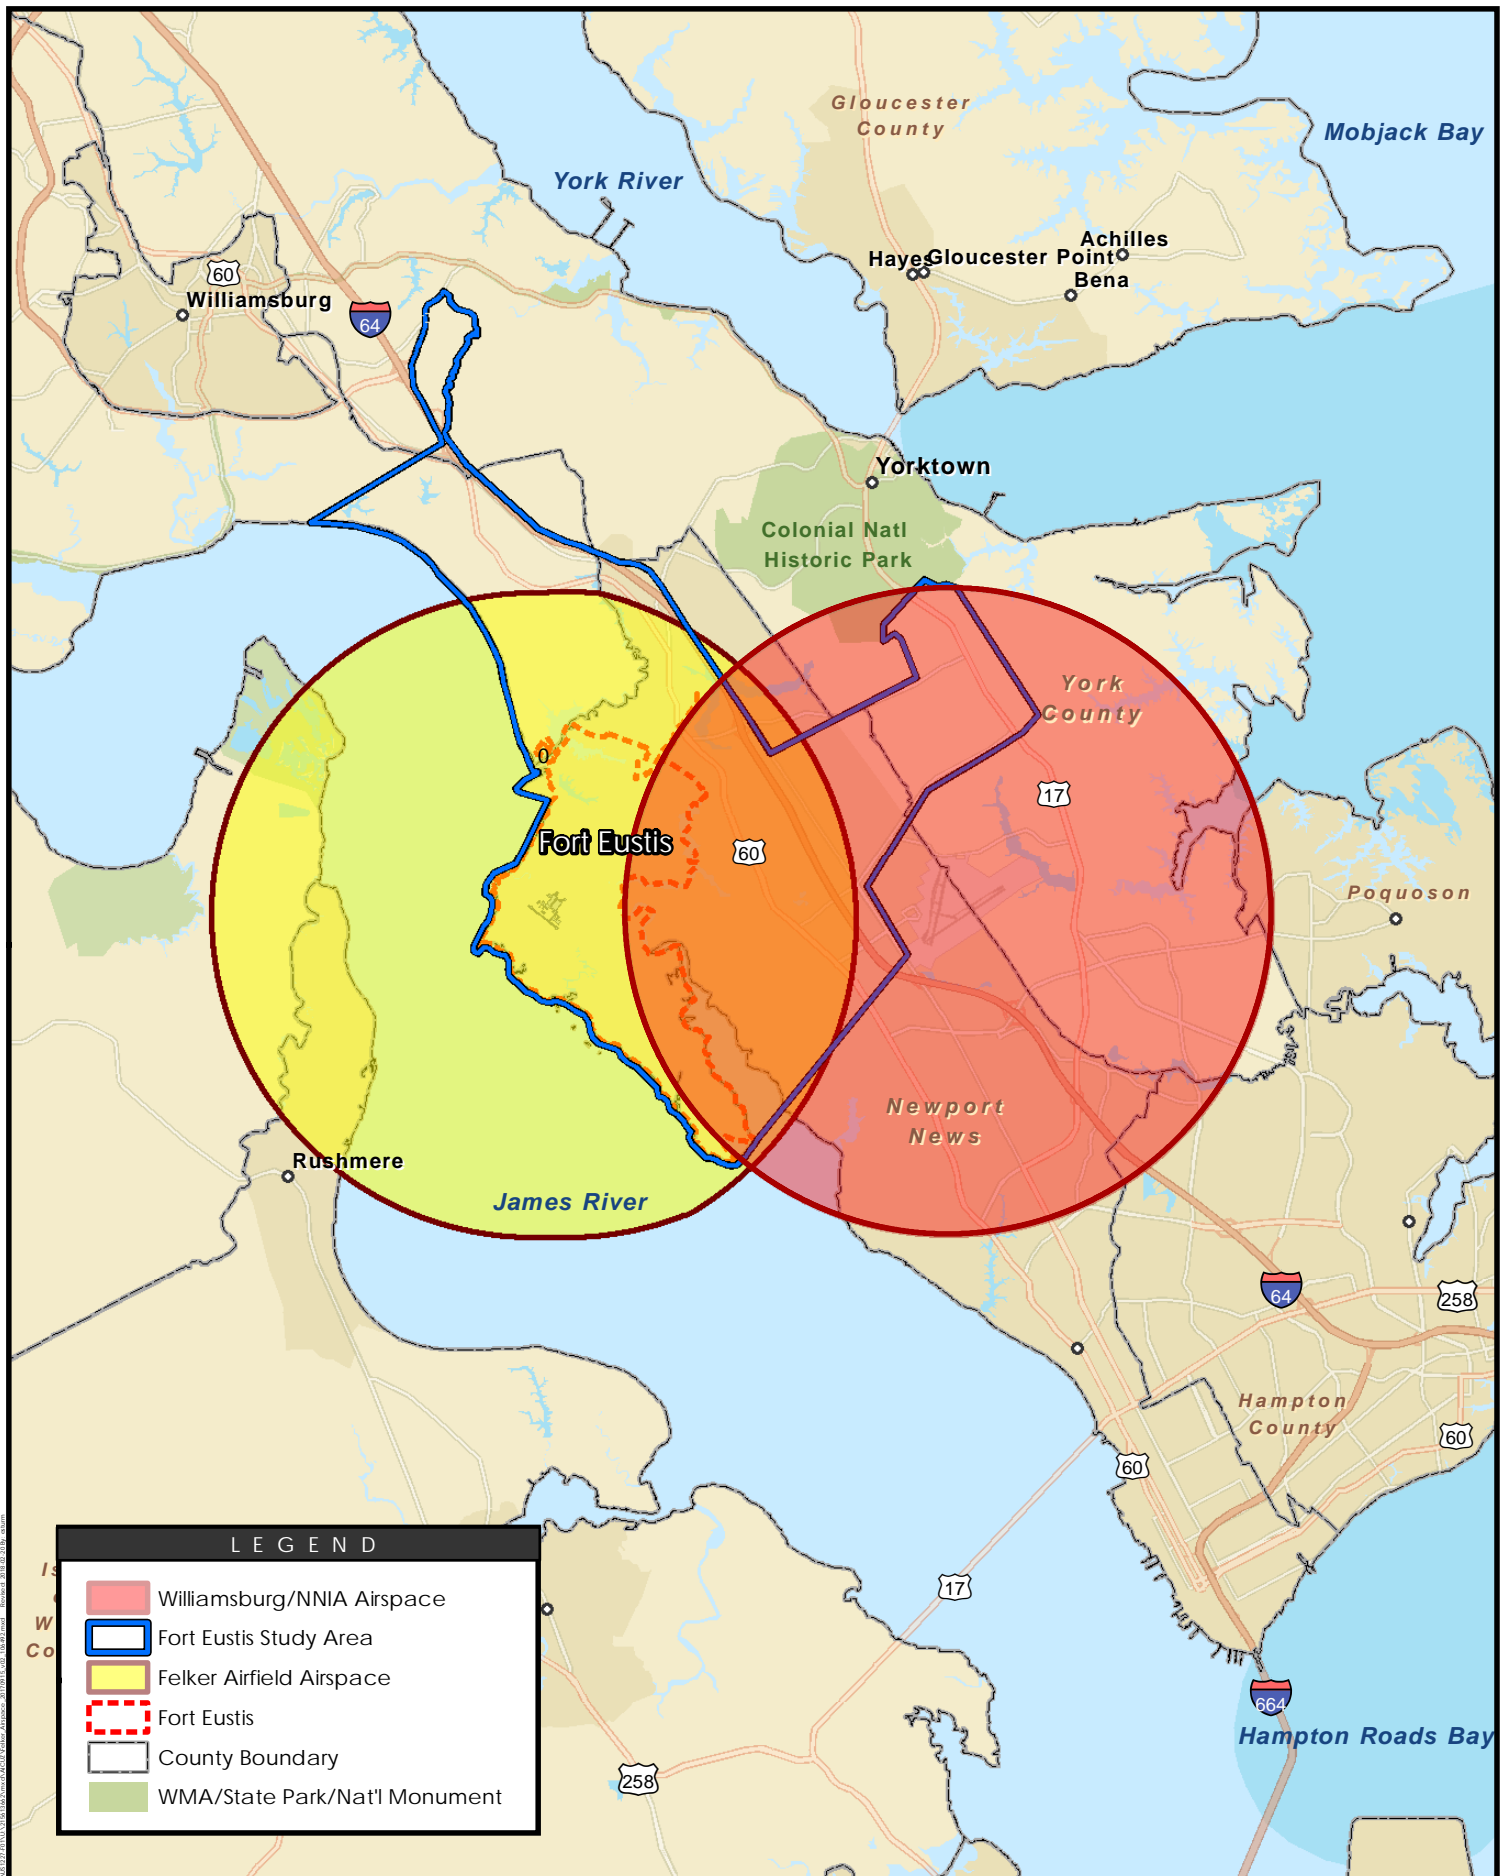 Gloucester
County
Mobjack Bay
York River
Achilles
Hayes
Gloucester Point
Bena
60
Williamsburg
64
Yorktown
Colonial Natl
Historic Park
York
County
0
17
Fort Eustis
60
Poquoson
Newport
News
Rushmere
James River
64
258
Hampton
County
60
60
17
664
Hampton Roads Bay
258
Is
W
Co
LEGEND
Williamsburg/NNIA Airspace
Fort Eustis Study Area
Felker Airfield Airspace
Fort Eustis
County Boundary
WMA/State Park/Nat'l Monument